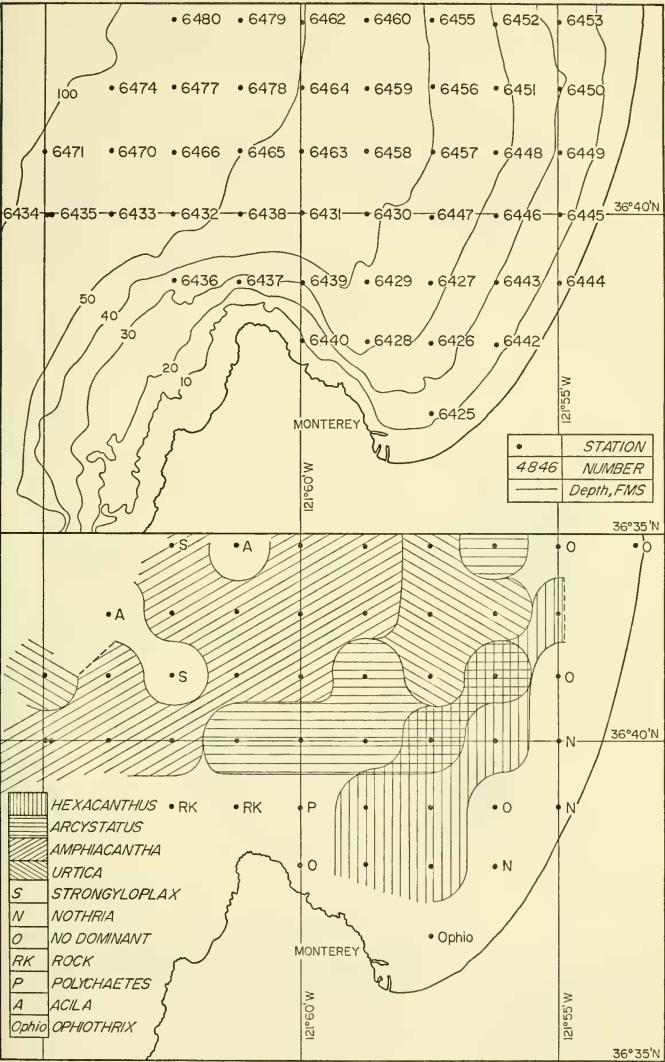 6480 6479 6462 6460 6455 6452 6453
100 6474 6477 6478 6464 6459 6456 6451 6450
6471 6470 6466 6465 6463 6458 6457 6448 6449
6434 6435 6433 6432 6438 6431 6430 6447 6446 6445 36°40'N
50 6436 6437 6439 6429 6427 6443 6444
40
30 6440 6428 6426 6442
20
10
MONTEREY 6425
121°60'W
121°55'W
STATION
4846 NUMBER
Depth, FMS
36°35'N
S A O O
A
S O
N 36°40'N
RK RK P O N
O N
Ophio
MONTEREY
HEXACANTHUS
ARCYSTATUS
AMPHIACANTHA
URTICA
S STRONGYLOPLAX
N NOTHRIA
O NO DOMINANT
RK ROCK
P POLYCHAETES
A ACILA
Ophio OPHIOTHRIX
121°60'W
121°55'W
36°35'N